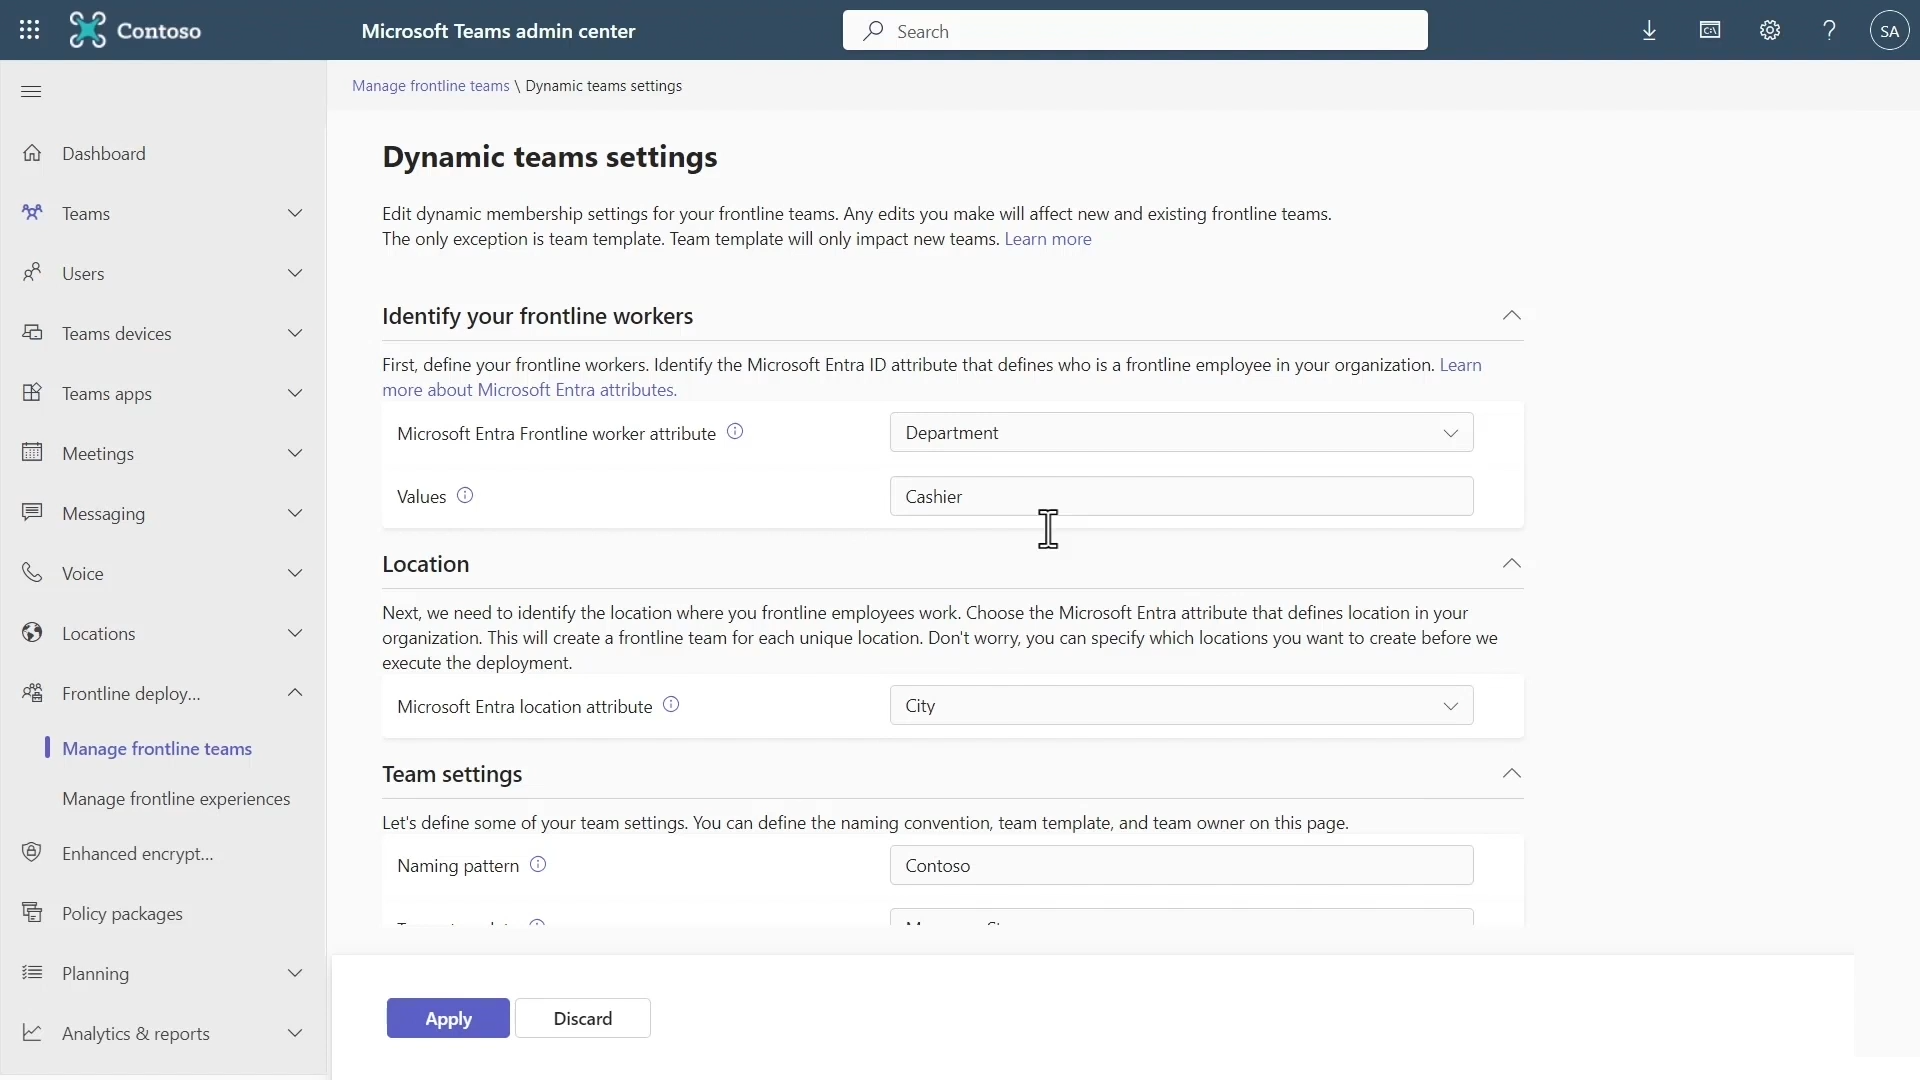 Contoso
Microsoft Teams admin center
Search
SA
Manage frontline teams \ Dynamic teams settings
Dashboard
Teams
Users
Teams devices
Teams apps
Meetings
Messaging
Voice
Locations
Frontline deploy...
Manage frontline teams
Manage frontline experiences
Enhanced encrypt...
Policy packages
Planning
Analytics & reports
Dynamic teams settings
Edit dynamic membership settings for your frontline teams. Any edits you make will affect new and existing frontline teams.
The only exception is team template. Team template will only impact new teams. Learn more
Identify your frontline workers
First, define your frontline workers. Identify the Microsoft Entra ID attribute that defines who is a frontline employee in your organization. Learn
more about Microsoft Entra attributes.
Microsoft Entra Frontline worker attribute
Department
Values
Cashier
Location
Next, we need to identify the location where you frontline employees work. Choose the Microsoft Entra attribute that defines location in your
organization. This will create a frontline team for each unique location. Don't worry, you can specify which locations you want to create before we
execute the deployment.
Microsoft Entra location attribute
City
Team settings
Let's define some of your team settings. You can define the naming convention, team template, and team owner on this page.
Naming pattern
Contoso
Apply
Discard